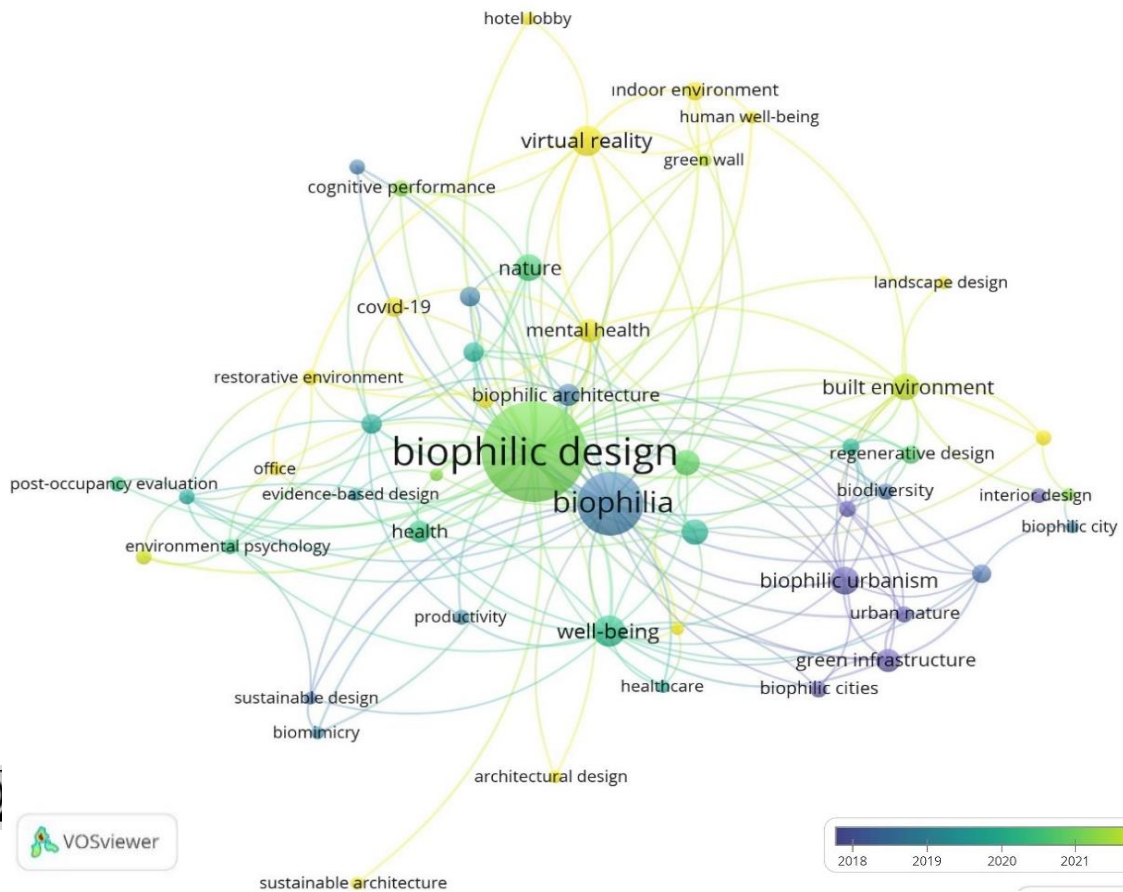 hotel lobby
indoor environment
human well-being
virtual reality
green wall
cognitive performance
nature
landscape design
covid-19
mental health
restorative environment
built environment
biophilic architecture
biophilic design
regenerative design
office
post-occupancy evaluation
evidence-based design
biodiversity
interior design
biophilia
biophilic city
health
environmental psychology
biophilic urbanism
productivity
urban nature
well-being
green infrastructure
healthcare
biophilic cities
sustainable design
biomimicry
architectural design
VOSviewer
2018 2019 2020 2021
sustainable architecture